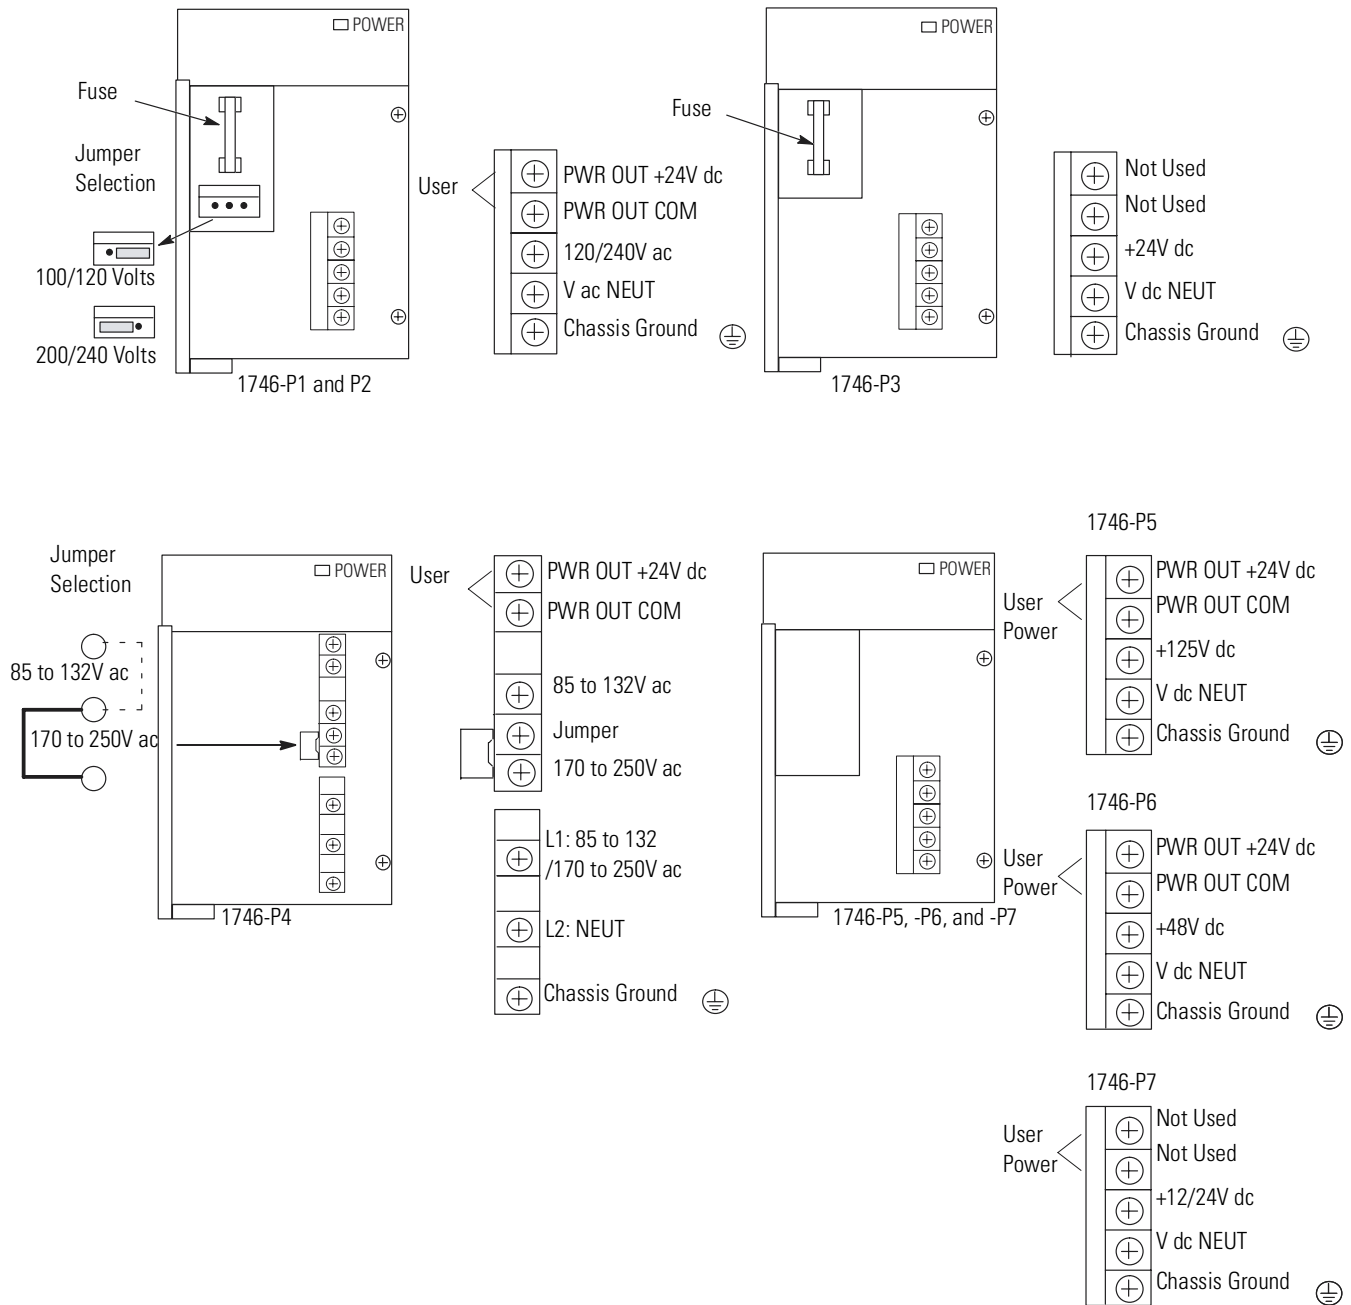 POWER
Fuse
Jumper
Selection
100/120 Volts
200/240 Volts
1746-P1 and P2
User
PWR OUT +24V dc
PWR OUT COM
120/240V ac
V ac NEUT
Chassis Ground
POWER
Fuse
1746-P3
Not Used
Not Used
+24V dc
V dc NEUT
Chassis Ground
Jumper
Selection
85 to 132V ac
170 to 250V ac
POWER
1746-P4
User
PWR OUT +24V dc
PWR OUT COM
85 to 132V ac
Jumper
170 to 250V ac
L1: 85 to 132
/170 to 250V ac
L2: NEUT
Chassis Ground
POWER
1746-P5, -P6, and -P7
1746-P5
User
Power
PWR OUT +24V dc
PWR OUT COM
+125V dc
V dc NEUT
Chassis Ground
1746-P6
User
Power
PWR OUT +24V dc
PWR OUT COM
+48V dc
V dc NEUT
Chassis Ground
1746-P7
User
Power
Not Used
Not Used
+12/24V dc
V dc NEUT
Chassis Ground